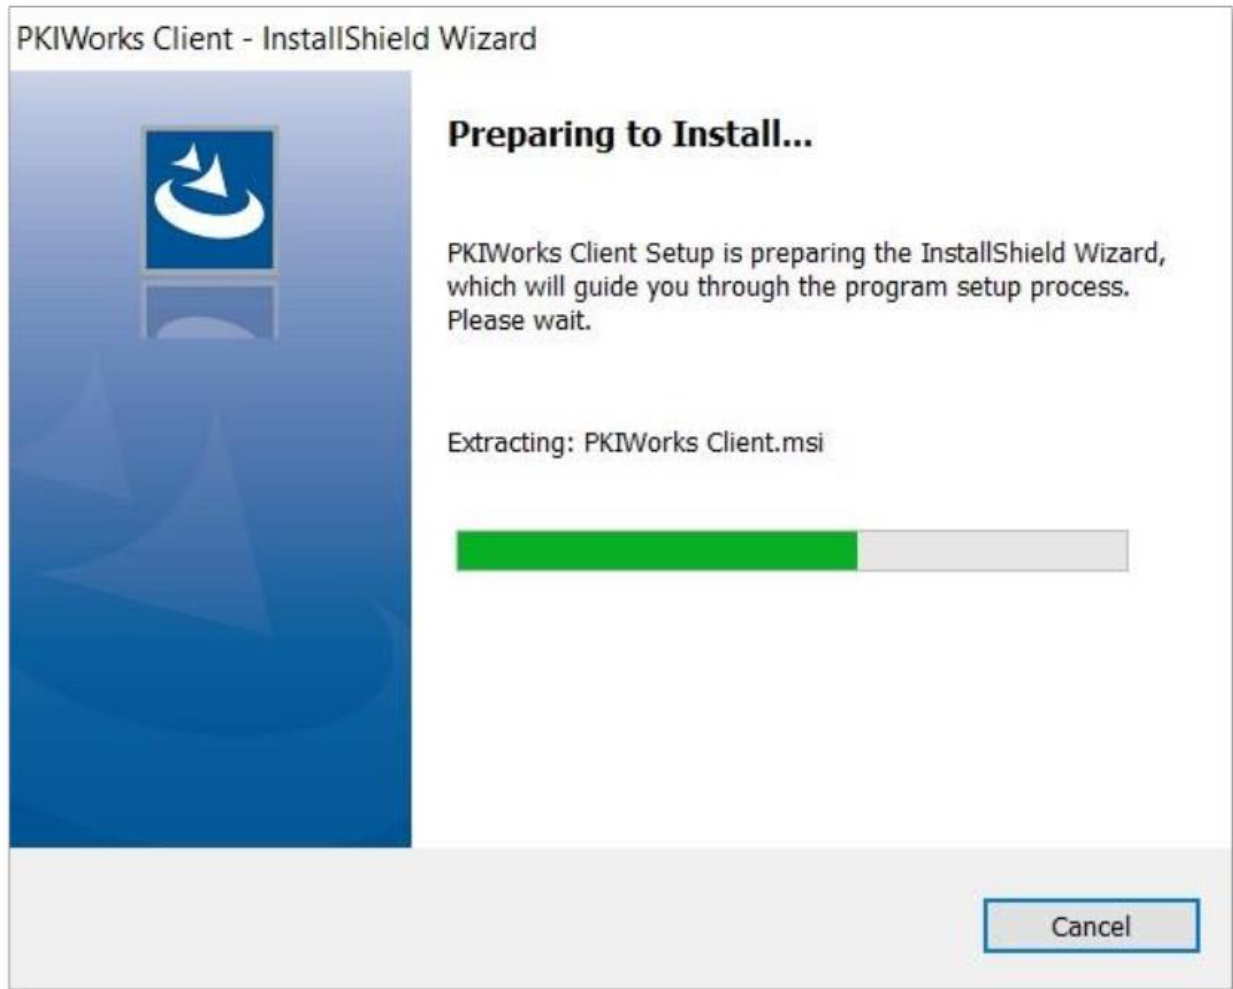 PKIWorks Client - InstallShield Wizard
Preparing to Install...
PKIWorks Client Setup is preparing the InstallShield Wizard,
which will guide you through the program setup process.
Please wait.
Extracting: PKIWorks Client.msi
Cancel